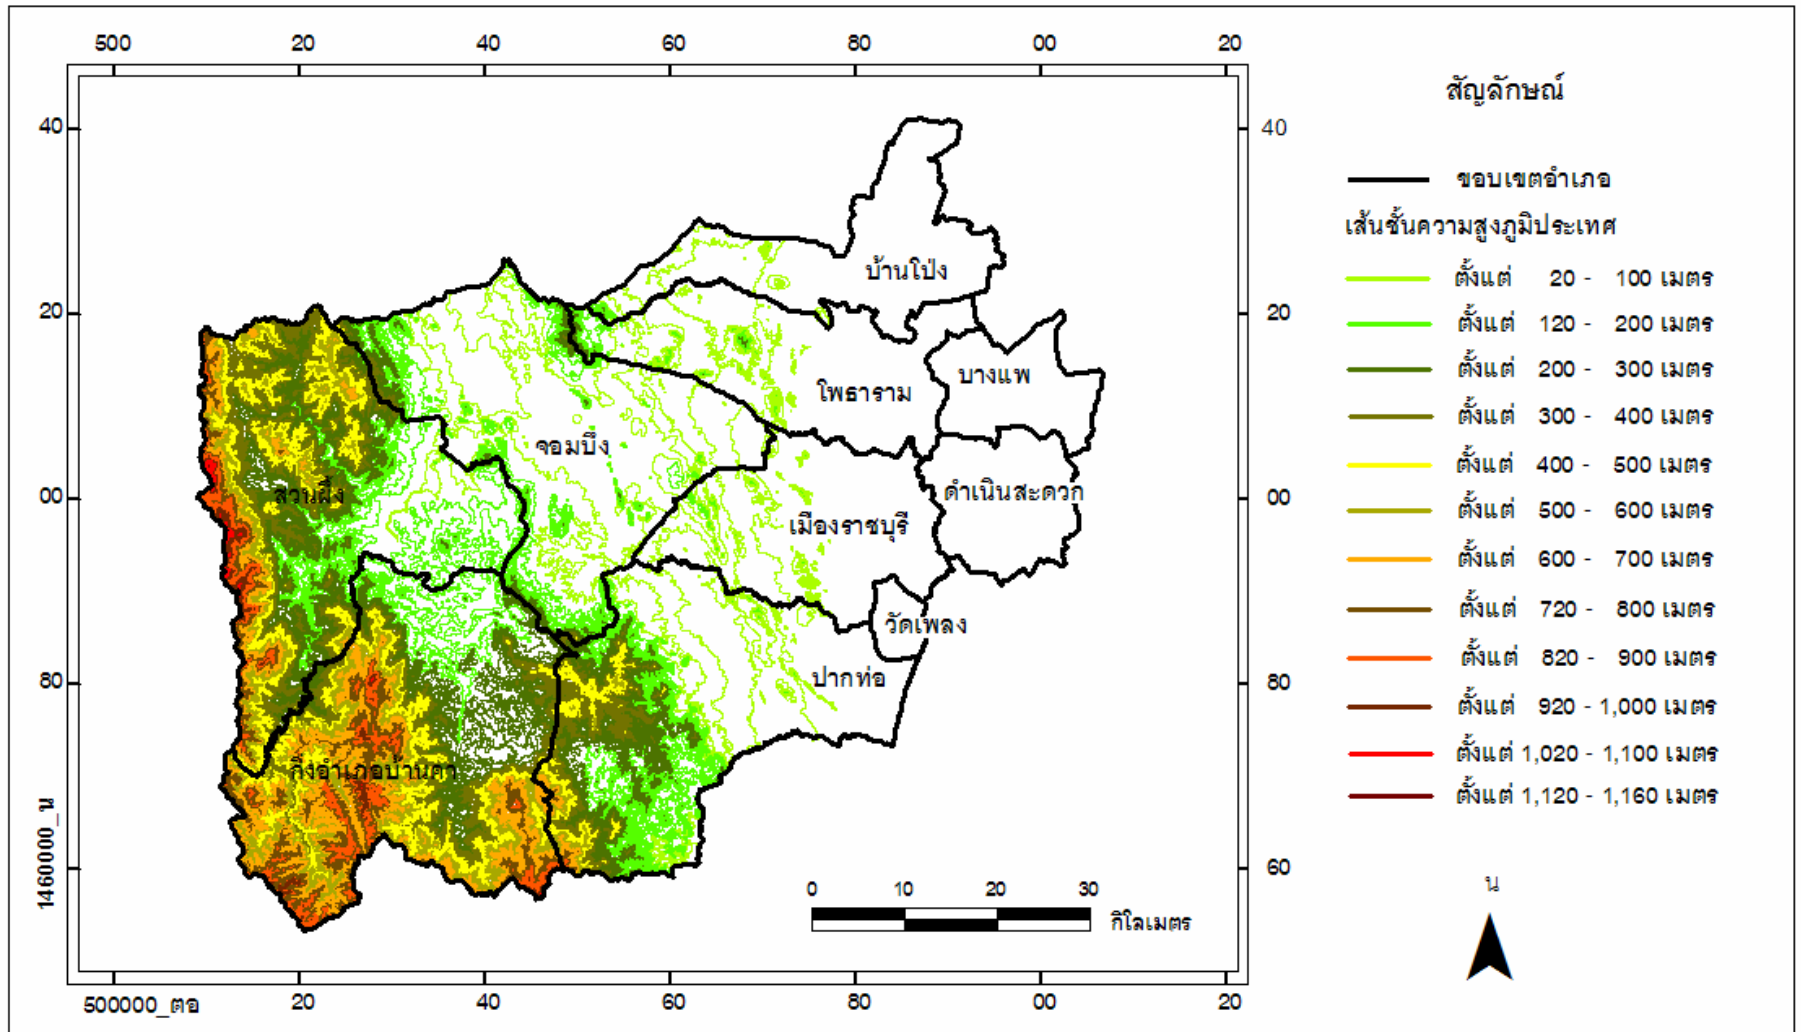 500 20 40 60 80 00 20
40 40
20 20
00 00
80 80
1460000_น 60
500000_ตอ 20 40 60 80 00 20
บ้านโป่ง
บางแพ
โพธาราม
จอมบึง
สวนผึ้ง
ดำเนินสะดวก
เมืองราชบุรี
วัดเพลง
ปากท่อ
กิ่งอำเภอบ้านคา
0 10 20 30
กิโลเมตร
สัญลักษณ์
ขอบเขตอำเภอ
เส้นชั้นความสูงภูมิประเทศ
ตั้งแต่ 20 - 100 เมตร
ตั้งแต่ 120 - 200 เมตร
ตั้งแต่ 200 - 300 เมตร
ตั้งแต่ 300 - 400 เมตร
ตั้งแต่ 400 - 500 เมตร
ตั้งแต่ 500 - 600 เมตร
ตั้งแต่ 600 - 700 เมตร
ตั้งแต่ 720 - 800 เมตร
ตั้งแต่ 820 - 900 เมตร
ตั้งแต่ 920 - 1,000 เมตร
ตั้งแต่ 1,020 - 1,100 เมตร
ตั้งแต่ 1,120 - 1,160 เมตร
น